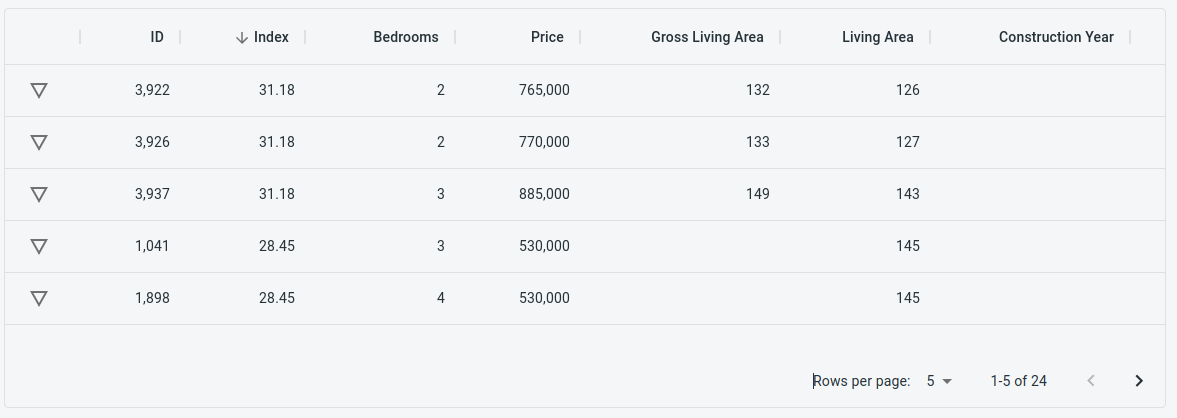 ID Index Bedrooms Price Gross Living Area Living Area Construction Year
3,922 31.18 2 765,000 132 126
3,926 31.18 2 770,000 133 127
3,937 31.18 3 885,000 149 143
1,041 28.45 3 530,000 145
1,898 28.45 4 530,000 145
Rows per page: 5 1-5 of 24